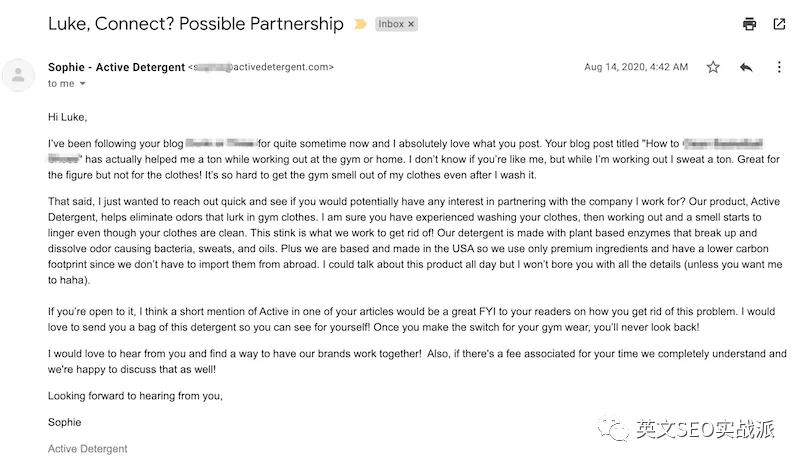 Luke, Connect? Possible Partnership Inbox ×
Sophie - Active Detergent <s activedetergent.com> Aug 14, 2020, 4:42 AM
to me
Hi Luke,
I've been following your blog for quite sometime now and I absolutely love what you post. Your blog post titled "How to
" has actually helped me a ton while working out at the gym or home. I don't know if you're like me, but while I'm working out I sweat a ton. Great for
the figure but not for the clothes! It's so hard to get the gym smell out of my clothes even after I wash it.
That said, I just wanted to reach out quick and see if you would potentially have any interest in partnering with the company I work for? Our product, Active
Detergent, helps eliminate odors that lurk in gym clothes. I am sure you have experienced washing your clothes, then working out and a smell starts to
linger even though your clothes are clean. This stink is what we work to get rid of! Our detergent is made with plant based enzymes that break up and
dissolve odor causing bacteria, sweats, and oils. Plus we are based and made in the USA so we use only premium ingredients and have a lower carbon
footprint since we don't have to import them from abroad. I could talk about this product all day but I won't bore you with all the details (unless you want me
to haha).
If you're open to it, I think a short mention of Active in one of your articles would be a great FYI to your readers on how you get rid of this problem. I would
love to send you a bag of this detergent so you can see for yourself! Once you make the switch for your gym wear, you'll never look back!
I would love to hear from you and find a way to have our brands work together!  Also, if there's a fee associated for your time we completely understand and
we're happy to discuss that as well!
Looking forward to hearing from you,
Sophie
Active Detergent
英文SEO实战派